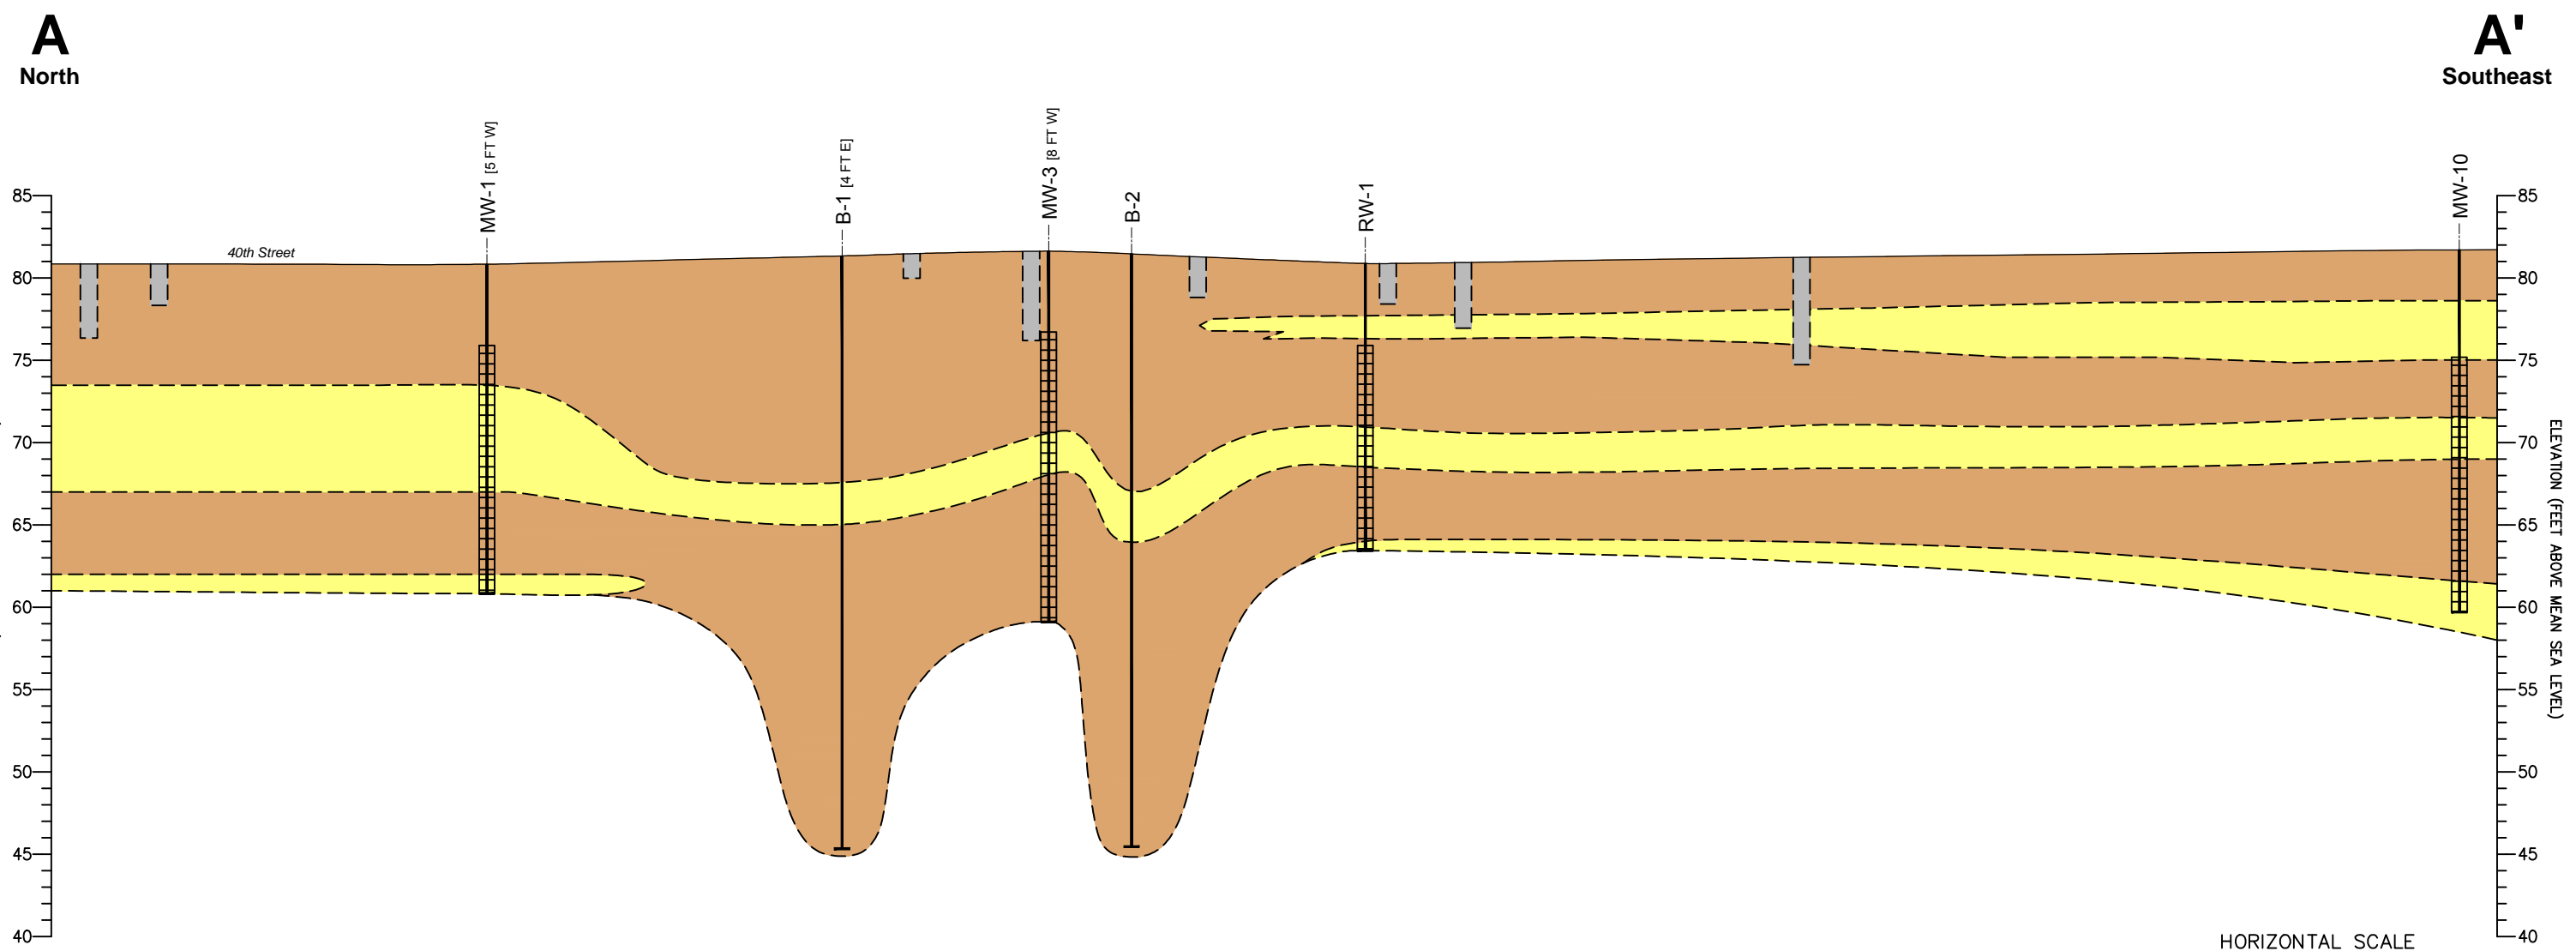 A
A'
North
Southeast
MW-1 [5 FT W]
B-1 [4 FT E]
MW-3 [8 FT W]
B-2
RW-1
MW-10
40th Street
85
80
75
70
65
60
55
50
45
40
85
80
75
70
65
60
55
50
45
40
ELEVATION (FEET ABOVE MEAN SEA LEVEL)
HORIZONTAL SCALE